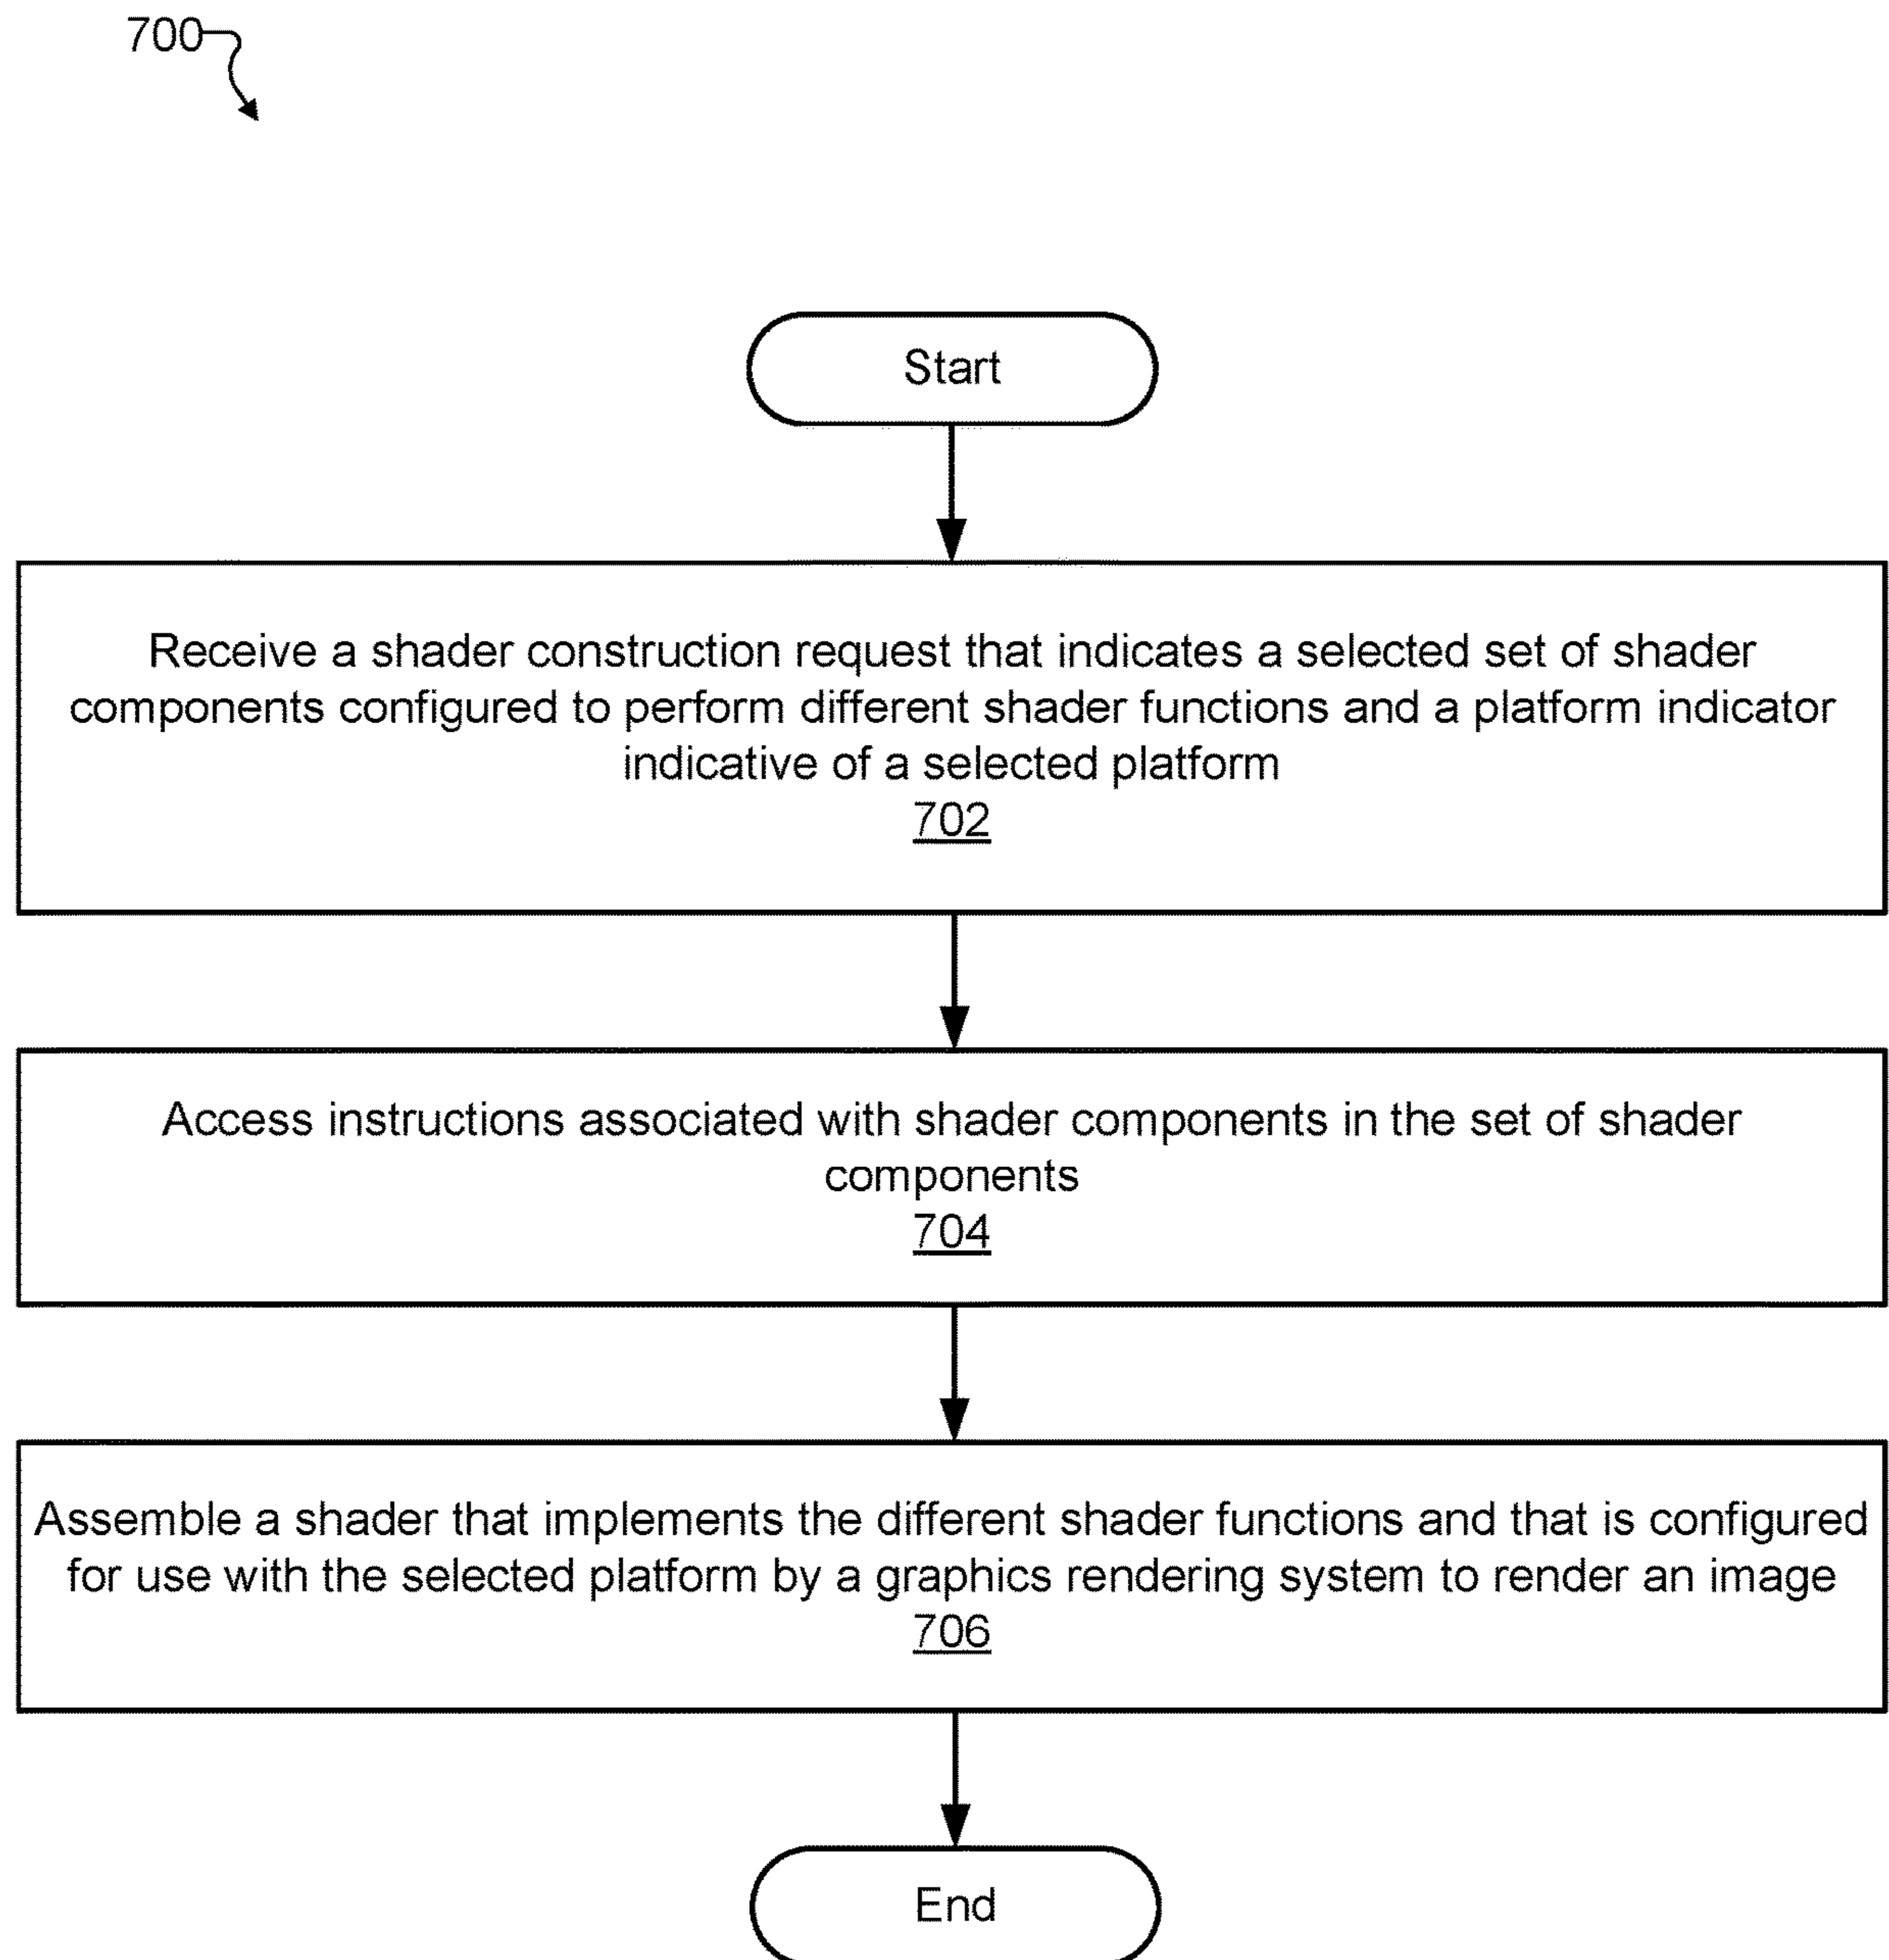 700
Start
Receive a shader construction request that indicates a selected set of shader
components configured to perform different shader functions and a platform indicator
indicative of a selected platform
702
Access instructions associated with shader components in the set of shader
components
704
Assemble a shader that implements the different shader functions and that is configured
for use with the selected platform by a graphics rendering system to render an image
706
End